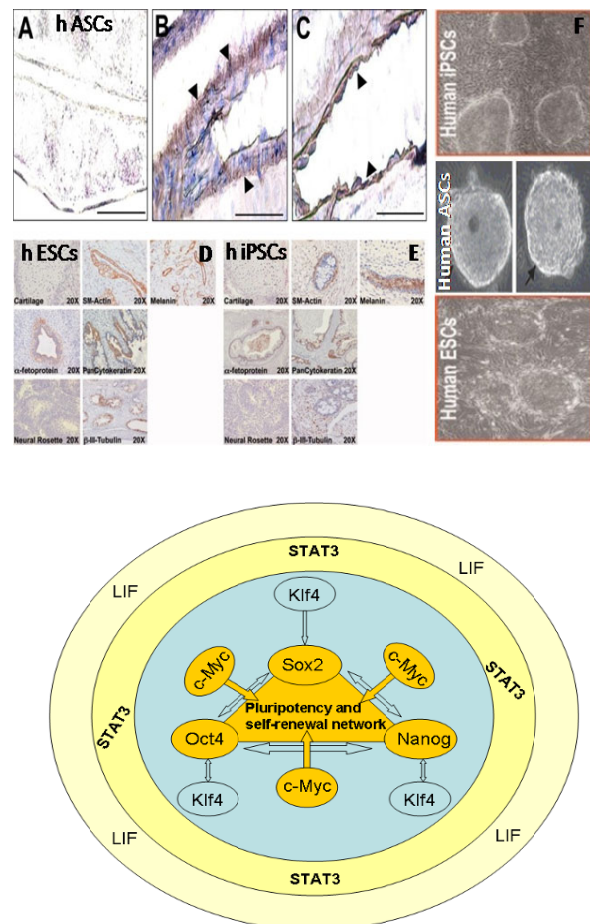 A
h ASCs
B
C
F
Human iPSCs
Human ASCs
Human ESCs
h ESCs
D
Cartilage 20X
SM-Actin 20X
Melanin 20X
α-fetoprotein 20X
PanCytokeratin 20X
Neural Rosette 20X
β-III-Tubulin 20X
h iPSCs
E
Cartilage 20X
SM-Actin 20X
Melanin 20X
α-fetoprotein 20X
PanCytokeratin 20X
Neural Rosette 20X
β-III-Tubulin 20X
STAT3
LIF
LIF
Klf4
c-Myc
Sox2
c-Myc
STAT3
STAT3
Pluripotency and
self-renewal network
Oct4
Nanog
Klf4
c-Myc
Klf4
LIF
LIF
STAT3